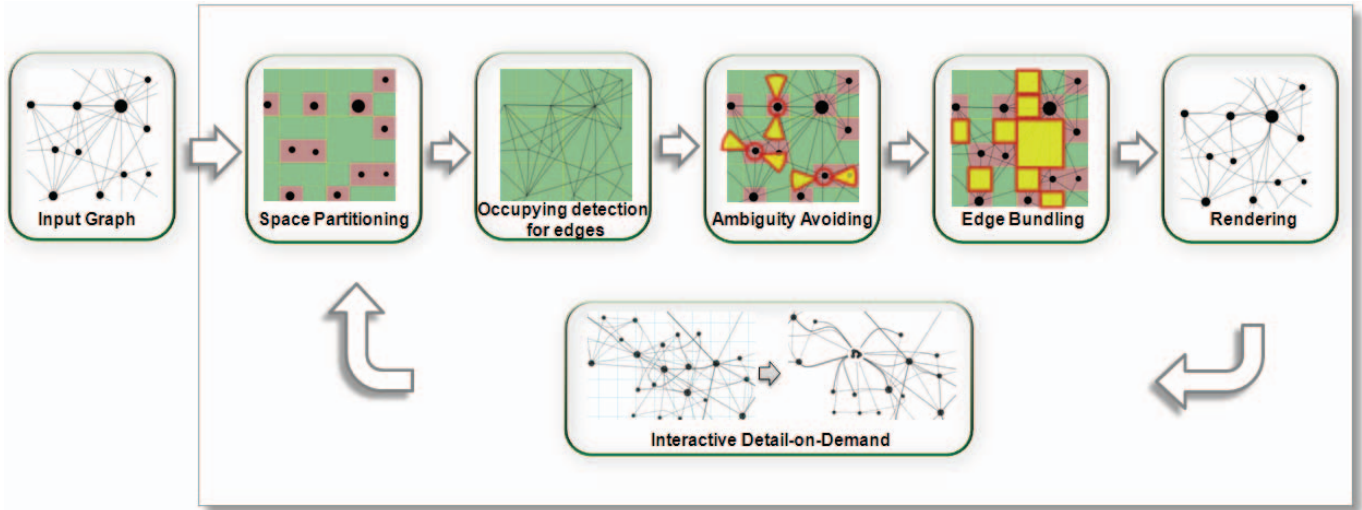 Input Graph
Space Partitioning
Occupying detection
for edges
Ambiguity Avoiding
Edge Bundling
Rendering
Interactive Detail-on-Demand